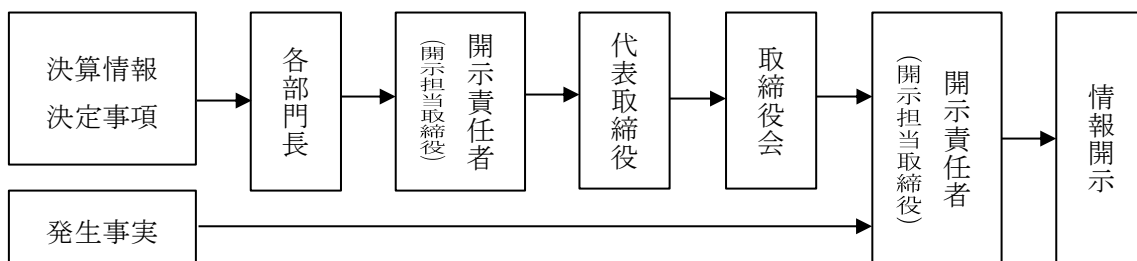 決算情報
決定事項
各部門長
開示責任者
(開示担当取締役)
代表取締役
取締役会
開示責任者
(開示担当取締役)
情報開示
発生事実